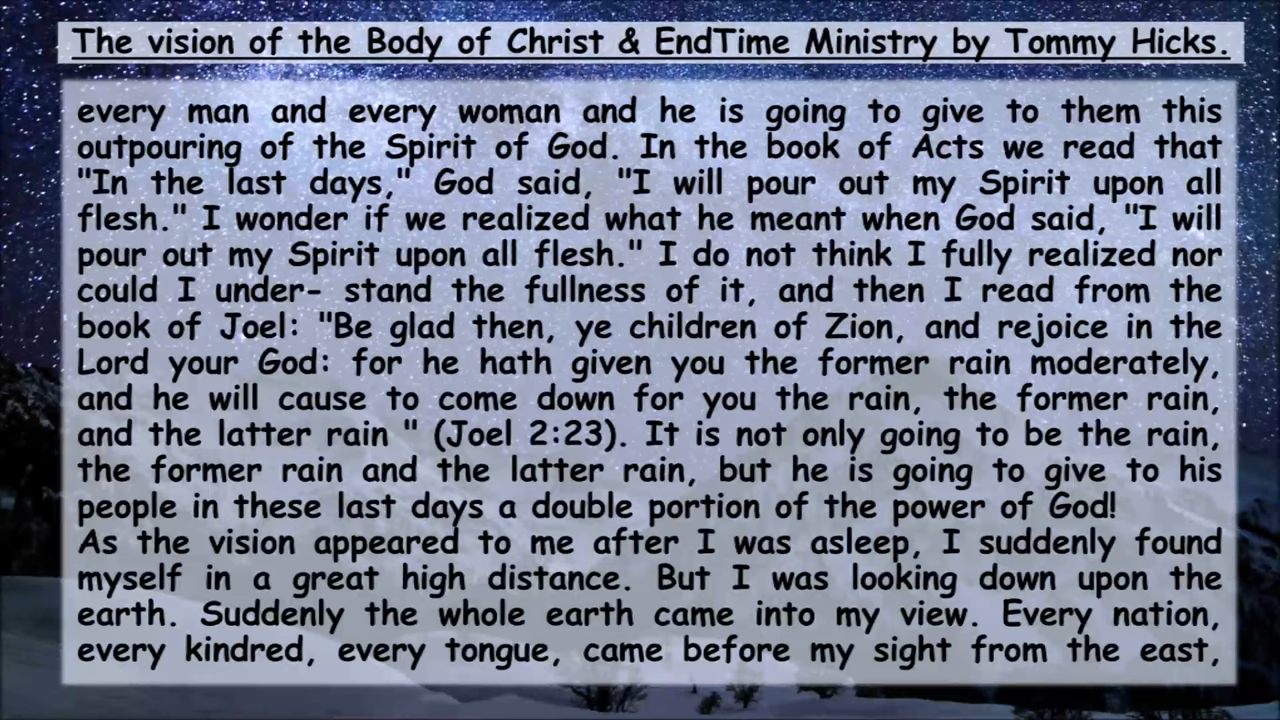 The vision of the Body of Christ & EndTime Ministry by Tommy Hicks.
every man and every woman and he is going to give to them this
outpouring of the Spirit of God. In the book of Acts we read that
"In the last days," God said, "I will pour out my Spirit upon all
flesh." I wonder if we realized what he meant when God said, "I will
pour out my Spirit upon all flesh." I do not think I fully realized nor
could I under- stand the fullness of it, and then I read from the
book of Joel: "Be glad then, ye children of Zion, and rejoice in the
Lord your God: for he hath given you the former rain moderately,
and he will cause to come down for you the rain, the former rain,
and the latter rain " (Joel 2:23). It is not only going to be the rain,
the former rain and the latter rain, but he is going to give to his
people in these last days a double portion of the power of God!
As the vision appeared to me after I was asleep, I suddenly found
myself in a great high distance. But I was looking down upon the
earth. Suddenly the whole earth came into my view. Every nation,
every kindred, every tongue, came before my sight from the east,